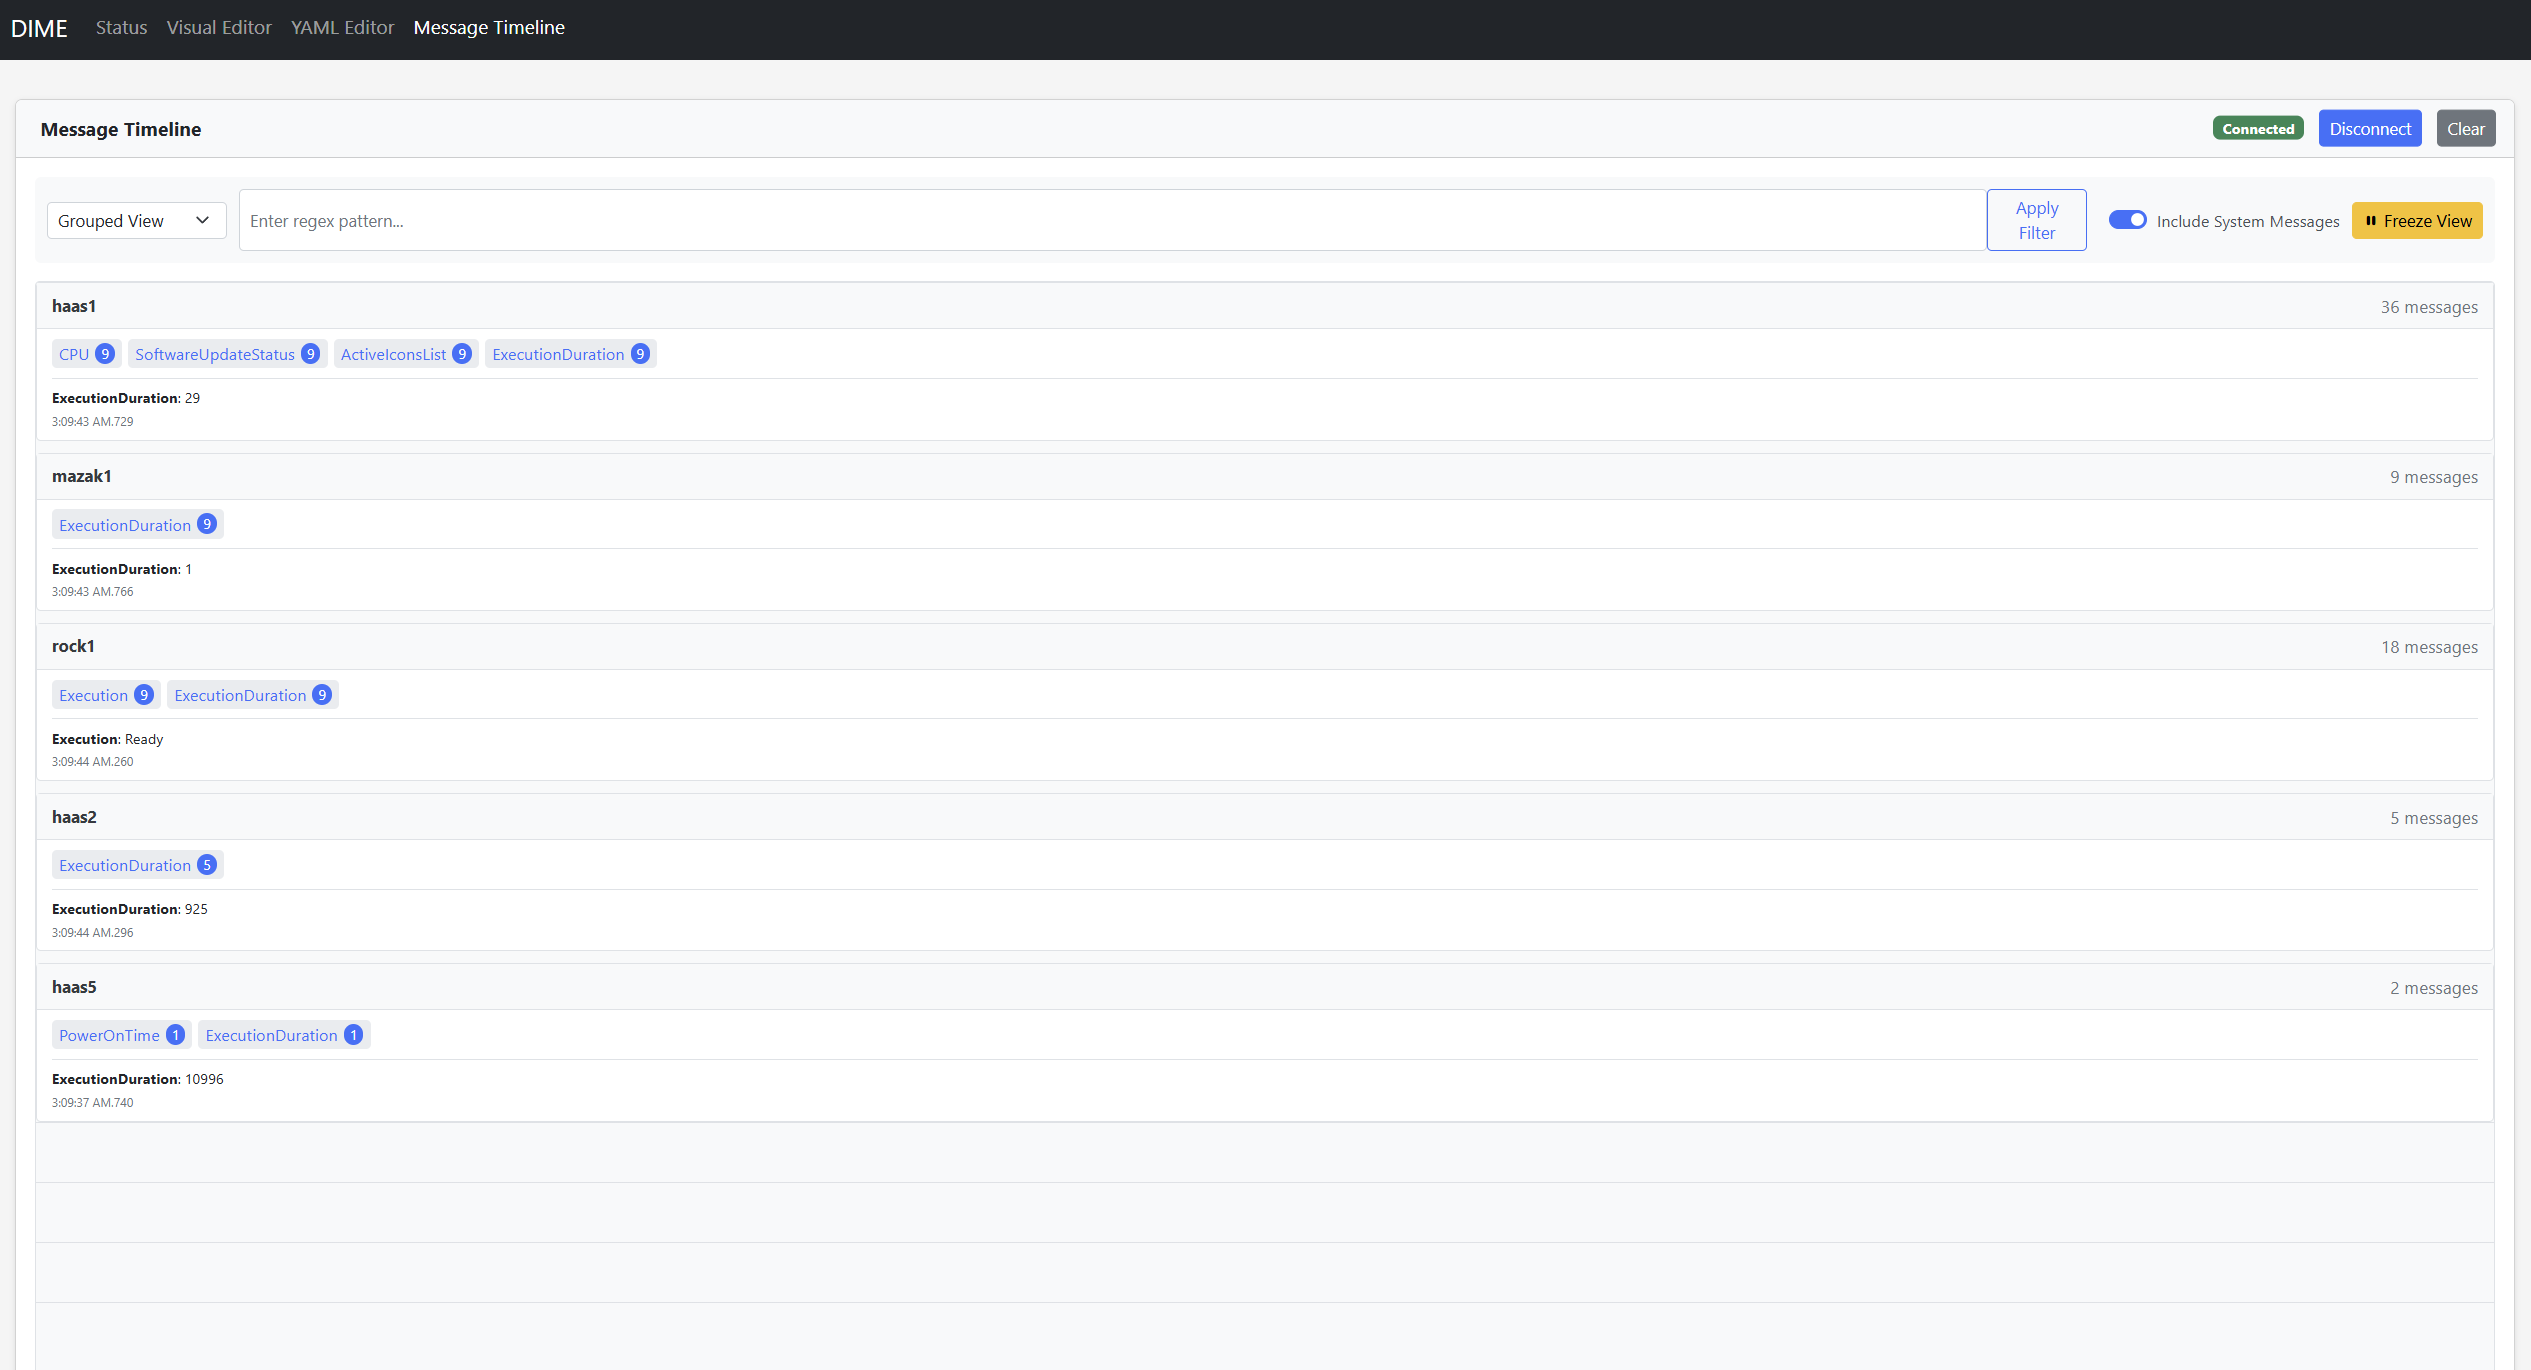 DIME Status Visual Editor YAML Editor Message Timeline
Message Timeline Connected Disconnect Clear
Grouped View Enter regex pattern... Apply Filter Include System Messages Freeze View
haas1 36 messages
CPU 9 SoftwareUpdateStatus 9 ActiveIconsList 9 ExecutionDuration 9
ExecutionDuration: 29
3:09:43 AM.729
mazak1 9 messages
ExecutionDuration 9
ExecutionDuration: 1
3:09:43 AM.766
rock1 18 messages
Execution 9 ExecutionDuration 9
Execution: Ready
3:09:44 AM.260
haas2 5 messages
ExecutionDuration 5
ExecutionDuration: 925
3:09:44 AM.296
haas5 2 messages
PowerOnTime 1 ExecutionDuration 1
ExecutionDuration: 10996
3:09:37 AM.740